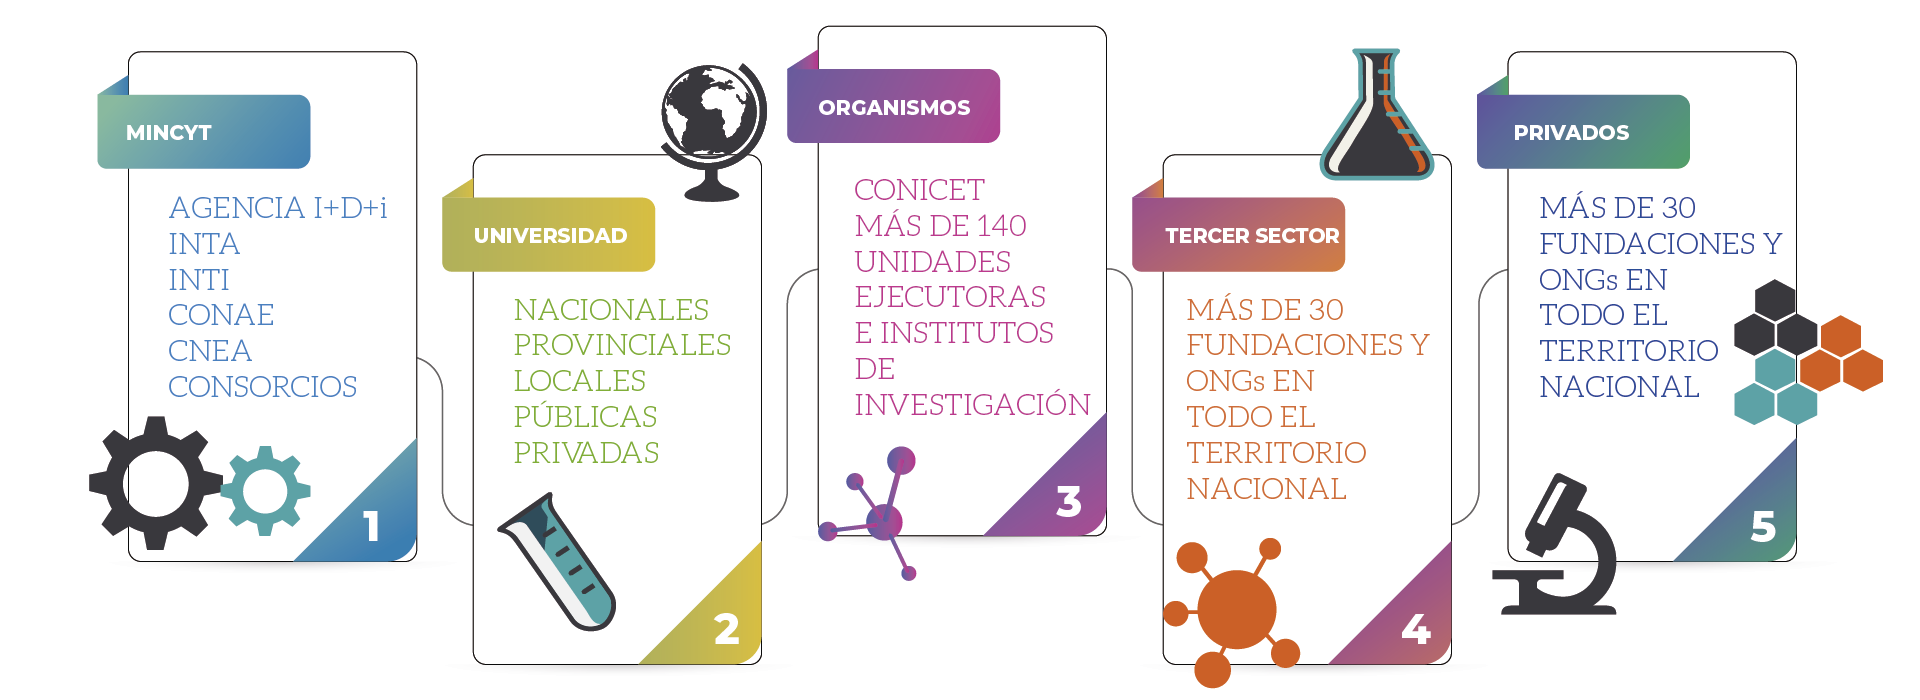 MINCYT
AGENCIA I+D+i
INTA
INTI
CONAE
CNEA
CONSORCIOS
1
UNIVERSIDAD
NACIONALES
PROVINCIALES
LOCALES
PÚBLICAS
PRIVADAS
2
ORGANISMOS
CONICET
MÁS DE 140
UNIDADES
EJECUTORAS
E INSTITUTOS
DE
INVESTIGACIÓN
3
TERCER SECTOR
MÁS DE 30
FUNDACIONES Y
ONGs EN
TODO EL
TERRITORIO
NACIONAL
4
PRIVADOS
MÁS DE 30
FUNDACIONES Y
ONGs EN
TODO EL
TERRITORIO
NACIONAL
5